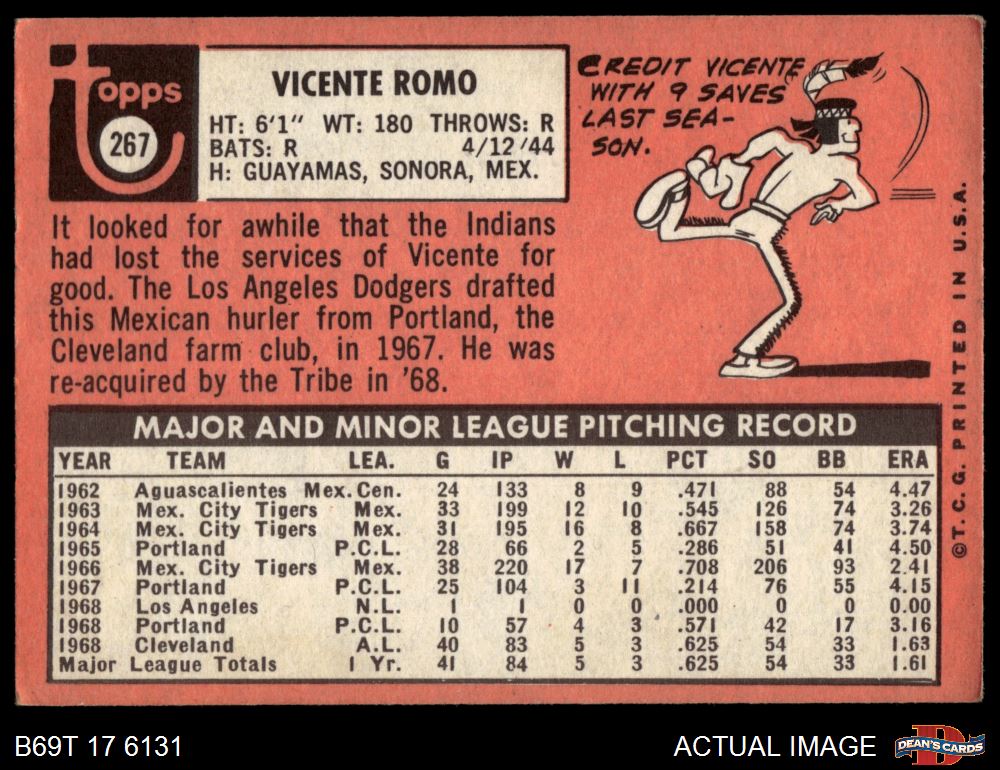 Topps
267
VICENTE ROMO
HT: 6'1" WT: 180 THROWS: R
BATS: R 4/12/44
H: GUAYAMAS, SONORA, MEX.
CREDIT VICENTE
WITH 9 SAVES
LAST SEA-
SON.
It looked for awhile that the Indians
had lost the services of Vicente for
good. The Los Angeles Dodgers drafted
this Mexican hurler from Portland, the
Cleveland farm club, in 1967. He was
re-acquired by the Tribe in '68.
MAJOR AND MINOR LEAGUE PITCHING RECORD
YEAR TEAM LEA. G IP W L PCT SO BB ERA
1962 Aguascalientes Mex. Cen. 24 133 8 9 .471 88 54 4.47
1963 Mex. City Tigers Mex. 33 199 12 10 .545 126 74 3.26
1964 Mex. City Tigers Mex. 31 195 16 8 .667 158 74 3.74
1965 Portland P.C.L. 28 66 2 5 .286 51 41 4.50
1966 Mex. City Tigers Mex. 38 220 17 7 .708 206 93 2.41
1967 Portland P.C.L. 25 104 3 11 .214 76 55 4.15
1968 Los Angeles N.L. 1 1 0 0 .000 0 0 0.00
1968 Portland P.C.L. 10 57 4 3 .571 42 17 3.16
1968 Cleveland A.L. 40 83 5 3 .625 54 33 1.63
Major League Totals 1 Yr. 41 84 5 3 .625 54 33 1.61
©T. C. G. PRINTED IN U.S.A.
B69T 17 6131
ACTUAL IMAGE
D
DEAN'S CARDS